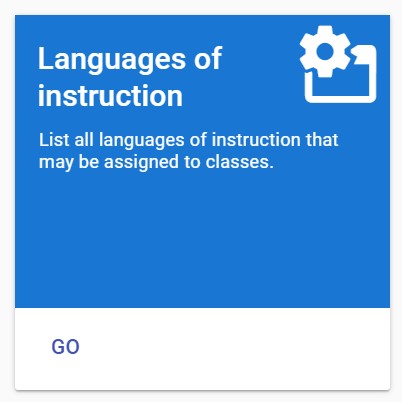 Languages of
instruction
List all languages of instruction that
may be assigned to classes.
GO